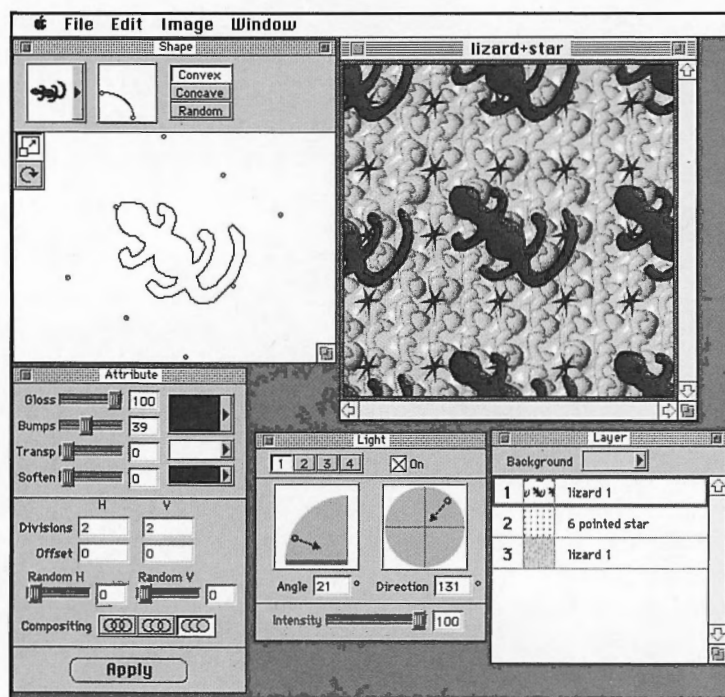 File Edit Image Window
Shape
Convex
Concave
Random
lizard+star
Attribute
Gloss 100
Bumps 39
Transp 0
Soften 0
H V
Divisions 2 2
Offset 0 0
Random H Random V
0 0
Compositing
Apply
Light
1 2 3 4 On
Angle 21 ° Direction 131 °
Intensity 100
Layer
Background
1 lizard 1
2 6 pointed star
3 lizard 1